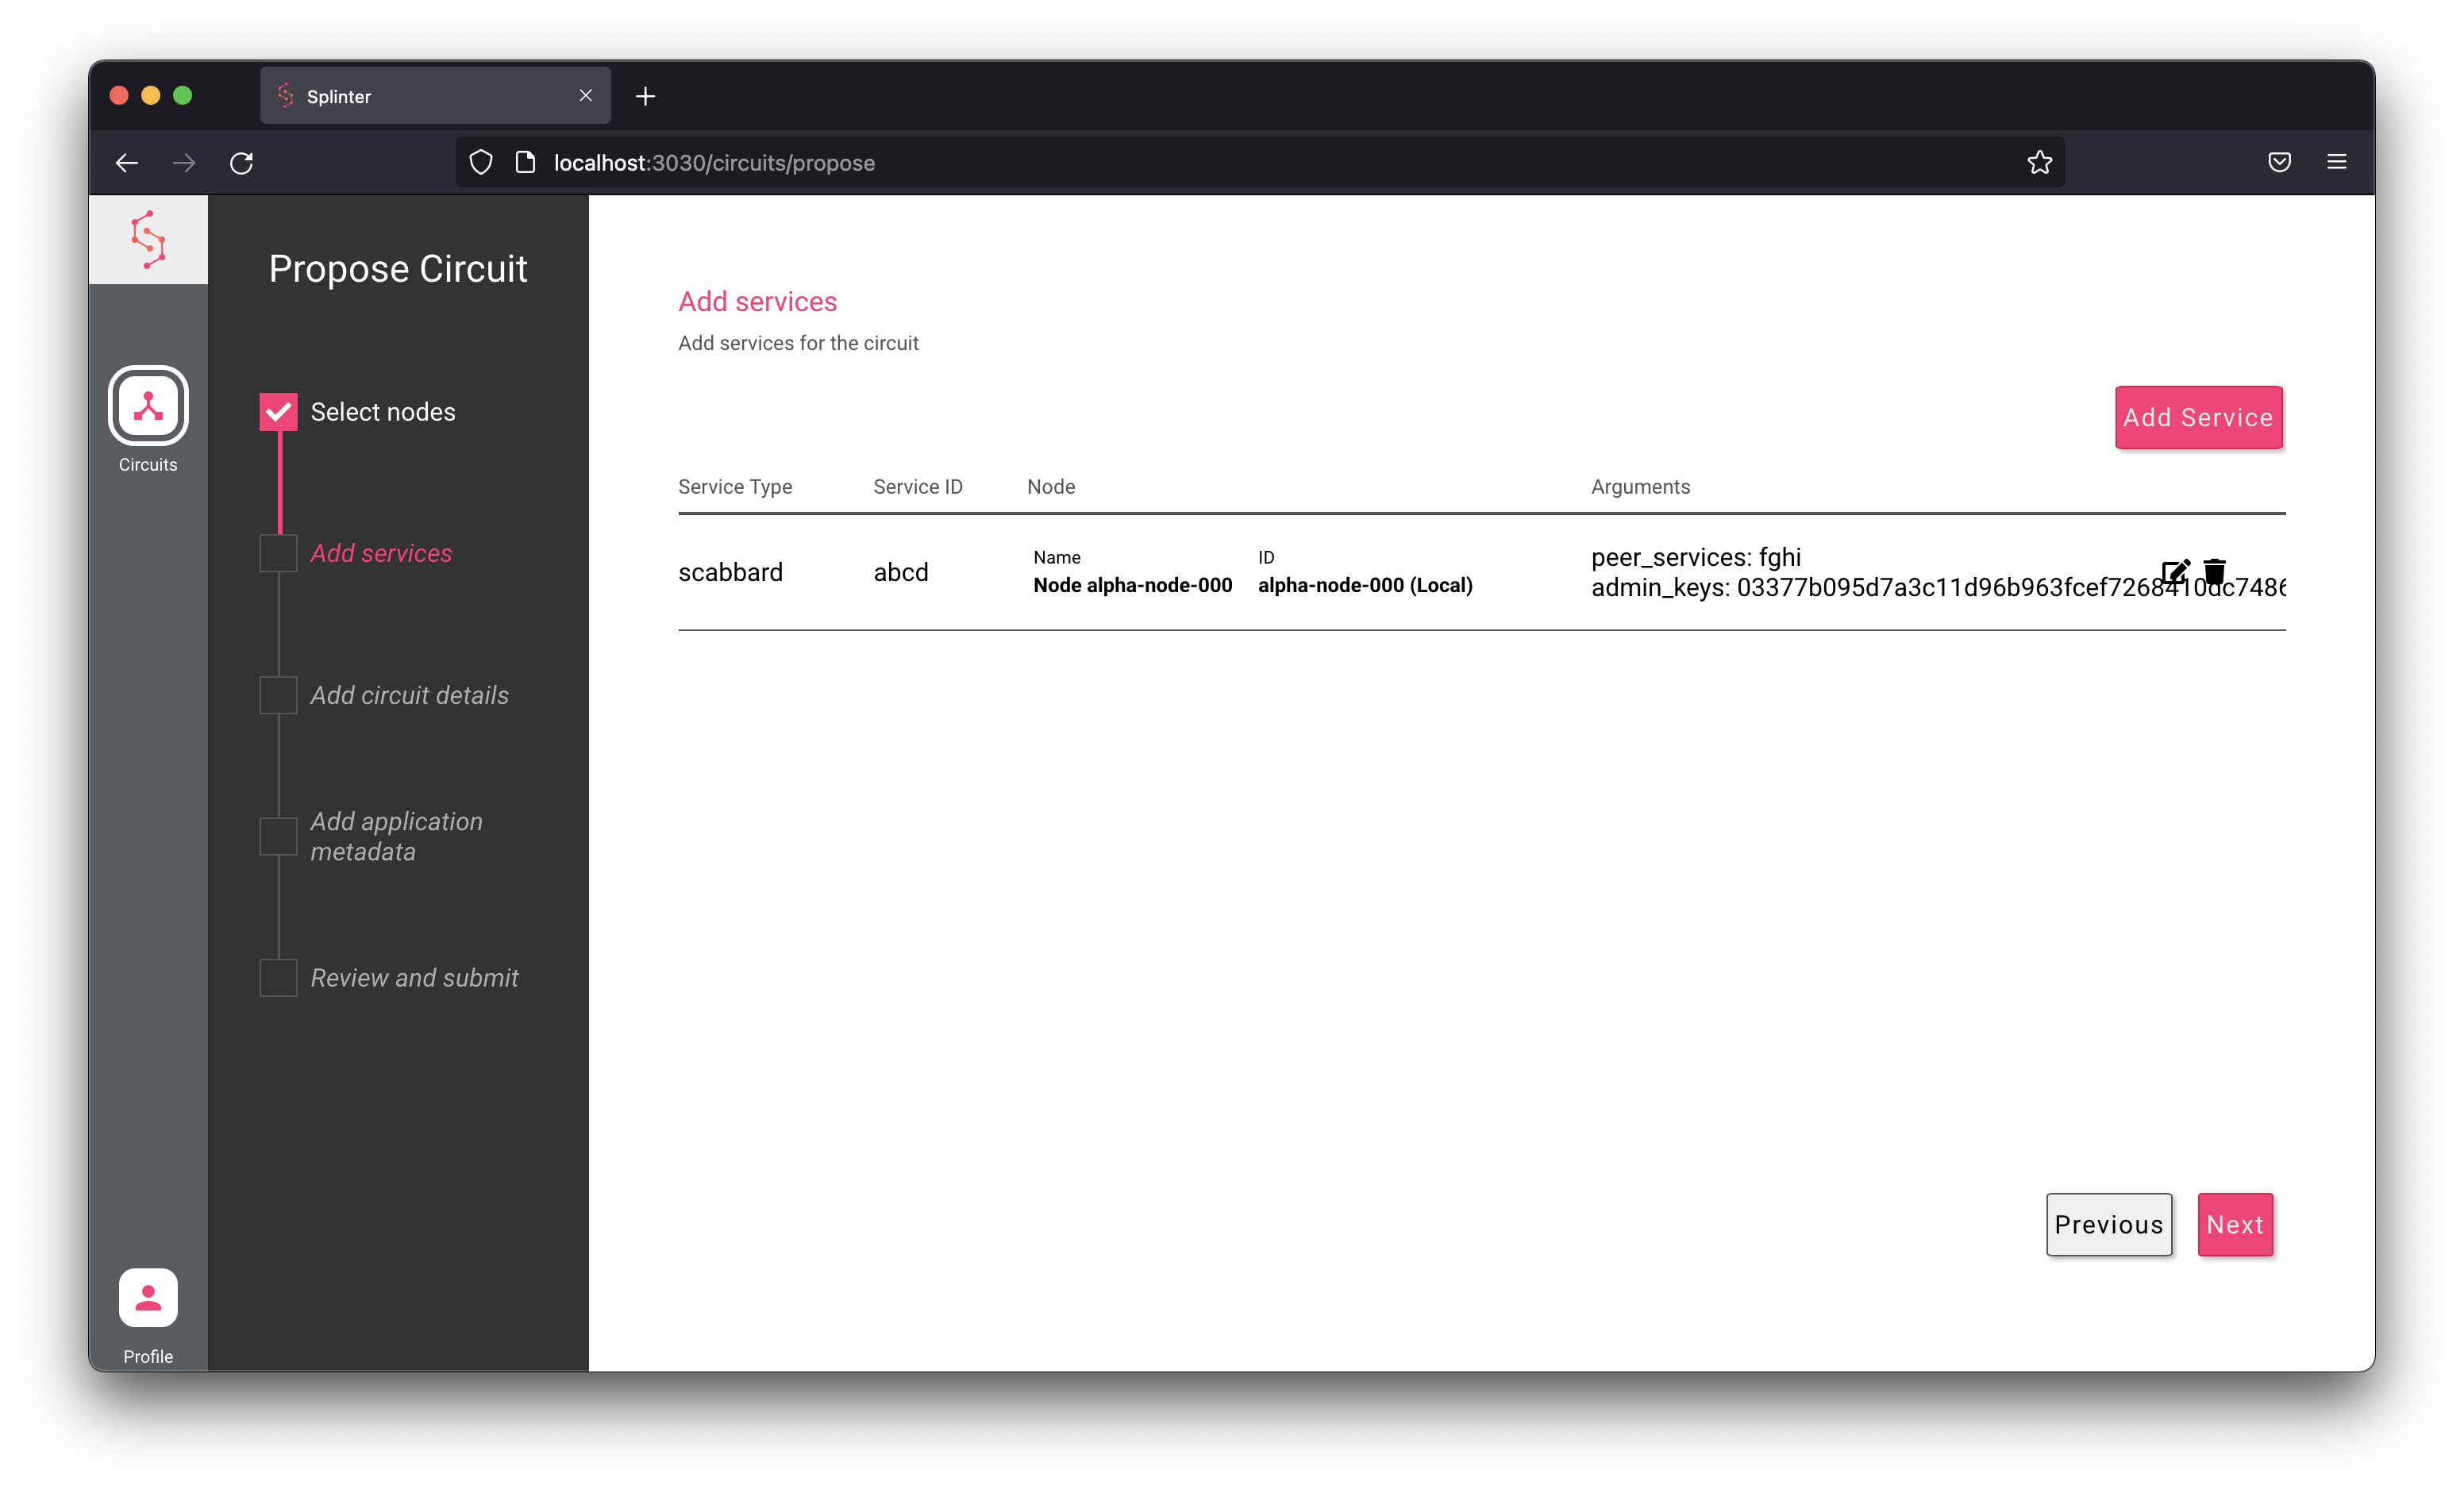 Splinter
localhost:3030/circuits/propose
Propose Circuit
Circuits
Profile
Select nodes
Add services
Add circuit details
Add application
metadata
Review and submit
Add services
Add services for the circuit
Add Service
Service Type Service ID Node Arguments
scabbard abcd
Name ID
Node alpha-node-000 alpha-node-000 (Local)
peer_services: fghi
admin_keys: 03377b095d7a3c11d96b963fcef7268410dc7486
Previous Next